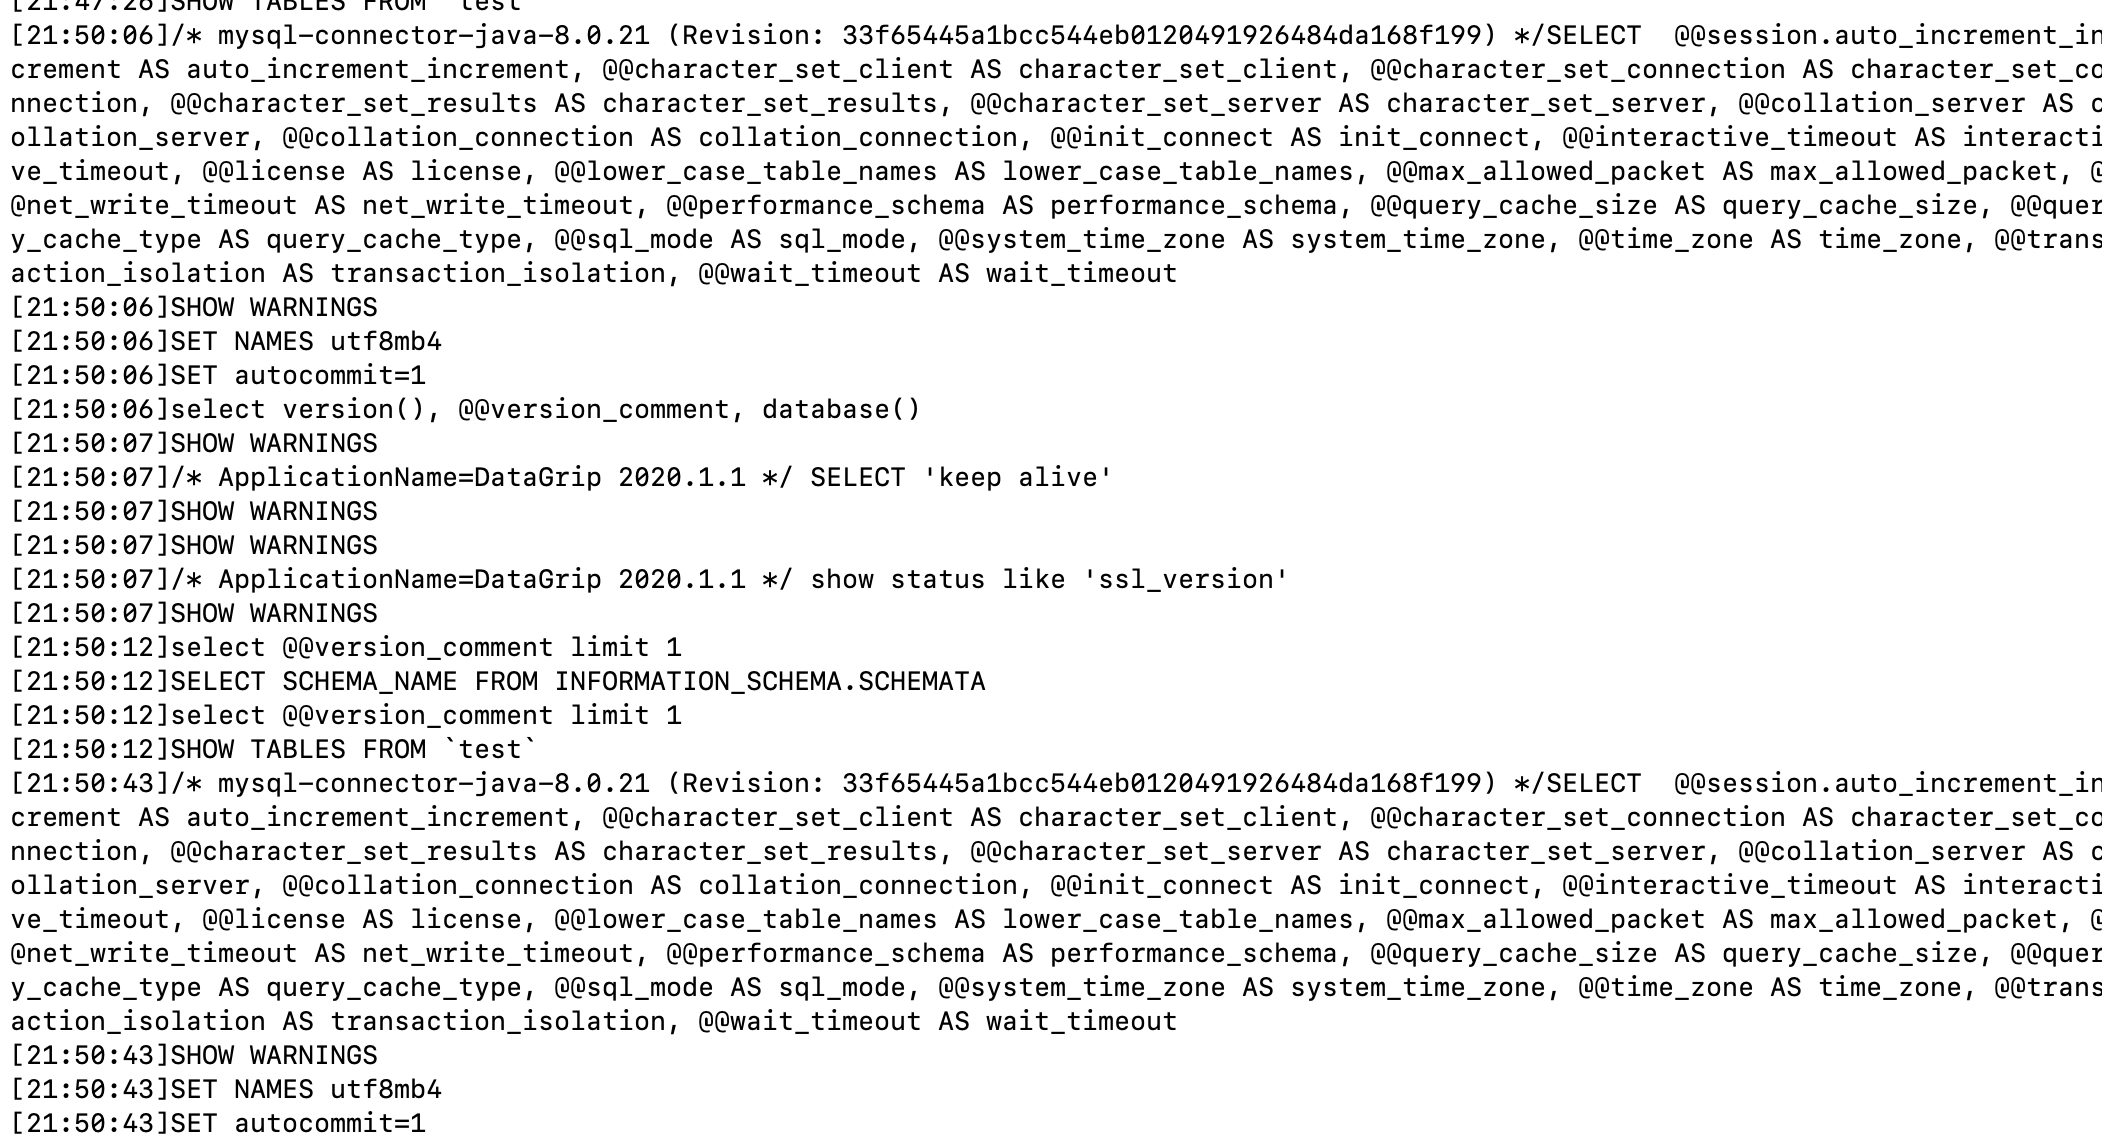 [21:47:26]SHOW TABLES FROM `test`
[21:50:06]/* mysql-connector-java-8.0.21 (Revision: 33f65445a1bcc544eb0120491926484da168f199) */SELECT  @@session.auto_increment_in
crement AS auto_increment_increment, @@character_set_client AS character_set_client, @@character_set_connection AS character_set_co
nnection, @@character_set_results AS character_set_results, @@character_set_server AS character_set_server, @@collation_server AS c
ollation_server, @@collation_connection AS collation_connection, @@init_connect AS init_connect, @@interactive_timeout AS interacti
ve_timeout, @@license AS license, @@lower_case_table_names AS lower_case_table_names, @@max_allowed_packet AS max_allowed_packet, @
@net_write_timeout AS net_write_timeout, @@performance_schema AS performance_schema, @@query_cache_size AS query_cache_size, @@quer
y_cache_type AS query_cache_type, @@sql_mode AS sql_mode, @@system_time_zone AS system_time_zone, @@time_zone AS time_zone, @@trans
action_isolation AS transaction_isolation, @@wait_timeout AS wait_timeout
[21:50:06]SHOW WARNINGS
[21:50:06]SET NAMES utf8mb4
[21:50:06]SET autocommit=1
[21:50:06]select version(), @@version_comment, database()
[21:50:07]SHOW WARNINGS
[21:50:07]/* ApplicationName=DataGrip 2020.1.1 */ SELECT 'keep alive'
[21:50:07]SHOW WARNINGS
[21:50:07]SHOW WARNINGS
[21:50:07]/* ApplicationName=DataGrip 2020.1.1 */ show status like 'ssl_version'
[21:50:07]SHOW WARNINGS
[21:50:12]select @@version_comment limit 1
[21:50:12]SELECT SCHEMA_NAME FROM INFORMATION_SCHEMA.SCHEMATA
[21:50:12]select @@version_comment limit 1
[21:50:12]SHOW TABLES FROM `test`
[21:50:43]/* mysql-connector-java-8.0.21 (Revision: 33f65445a1bcc544eb0120491926484da168f199) */SELECT  @@session.auto_increment_in
crement AS auto_increment_increment, @@character_set_client AS character_set_client, @@character_set_connection AS character_set_co
nnection, @@character_set_results AS character_set_results, @@character_set_server AS character_set_server, @@collation_server AS c
ollation_server, @@collation_connection AS collation_connection, @@init_connect AS init_connect, @@interactive_timeout AS interacti
ve_timeout, @@license AS license, @@lower_case_table_names AS lower_case_table_names, @@max_allowed_packet AS max_allowed_packet, @
@net_write_timeout AS net_write_timeout, @@performance_schema AS performance_schema, @@query_cache_size AS query_cache_size, @@quer
y_cache_type AS query_cache_type, @@sql_mode AS sql_mode, @@system_time_zone AS system_time_zone, @@time_zone AS time_zone, @@trans
action_isolation AS transaction_isolation, @@wait_timeout AS wait_timeout
[21:50:43]SHOW WARNINGS
[21:50:43]SET NAMES utf8mb4
[21:50:43]SET autocommit=1